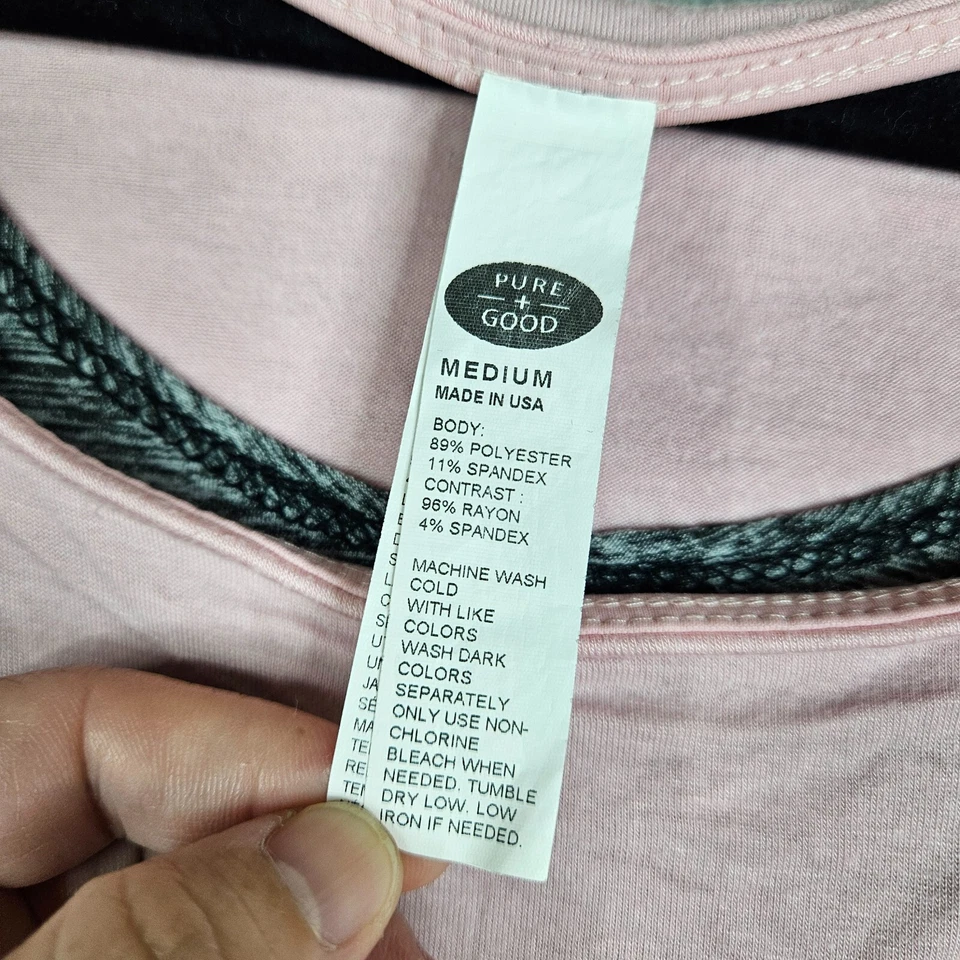 PURE
+
GOOD
MEDIUM
MADE IN USA
BODY:
89% POLYESTER
11% SPANDEX
CONTRAST :
96% RAYON
4% SPANDEX
MACHINE WASH
COLD
WITH LIKE
COLORS
WASH DARK
COLORS
SEPARATELY
ONLY USE NON-
CHLORINE
BLEACH WHEN
NEEDED. TUMBLE
DRY LOW. LOW
IRON IF NEEDED.